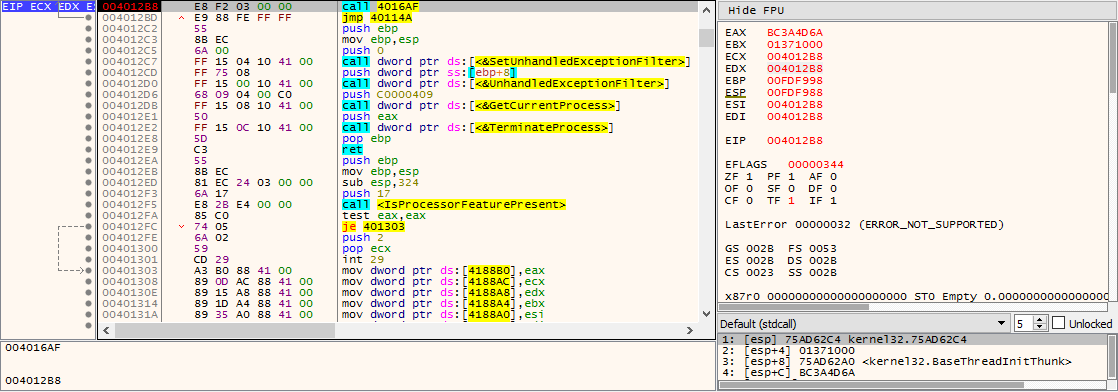 EIP ECX EDX E
004012B8 E8 F2 03 00 00 call 4016AF
004012BD E9 88 FE FF FF jmp 40114A
004012C2 55 push ebp
004012C3 8B EC mov ebp,esp
004012C5 6A 00 push 0
004012C7 FF 15 04 10 41 00 call dword ptr ds:[<&SetUnhandledExceptionFilter>]
004012CD FF 75 08 push dword ptr ss:[ebp+8]
004012D0 FF 15 00 10 41 00 call dword ptr ds:[<&UnhandledExceptionFilter>]
004012D6 68 09 04 00 C0 push C0000409
004012DB FF 15 08 10 41 00 call dword ptr ds:[<&GetCurrentProcess>]
004012E1 50 push eax
004012E2 FF 15 0C 10 41 00 call dword ptr ds:[<&TerminateProcess>]
004012E8 5D pop ebp
004012E9 C3 ret
004012EA 55 push ebp
004012EB 8B EC mov ebp,esp
004012ED 81 EC 24 03 00 00 sub esp,324
004012F3 6A 17 push 17
004012F5 E8 2B E4 00 00 call <IsProcessorFeaturePresent>
004012FA 85 C0 test eax,eax
004012FC 74 05 je 401303
004012FE 6A 02 push 2
00401300 59 pop ecx
00401301 CD 29 int 29
00401303 A3 B0 88 41 00 mov dword ptr ds:[4188B0],eax
00401308 89 0D AC 88 41 00 mov dword ptr ds:[4188AC],ecx
0040130E 89 15 A8 88 41 00 mov dword ptr ds:[4188A8],edx
00401314 89 1D A4 88 41 00 mov dword ptr ds:[4188A4],ebx
0040131A 89 35 A0 88 41 00 mov dword ptr ds:[4188A0],esi
004016AF
004012B8
Hide FPU
EAX BC3A4D6A
EBX 01371000
ECX 004012B8
EDX 004012B8
EBP 00FDF998
ESP 00FDF988
ESI 004012B8
EDI 004012B8
EIP 004012B8
EFLAGS 00000344
ZF 1 PF 1 AF 0
OF 0 SF 0 DF 0
CF 0 TF 1 IF 1
LastError 00000032 (ERROR_NOT_SUPPORTED)
GS 002B FS 0053
ES 002B DS 002B
CS 0023 SS 002B
x87r0 00000000000000000000 ST0 Empty 0.000000000000000
Default (stdcall) 5 Unlocked
1: [esp] 75AD62C4 kernel32.75AD62C4
2: [esp+4] 01371000
3: [esp+8] 75AD62A0 <kernel32.BaseThreadInitThunk>
4: [esp+C] BC3A4D6A